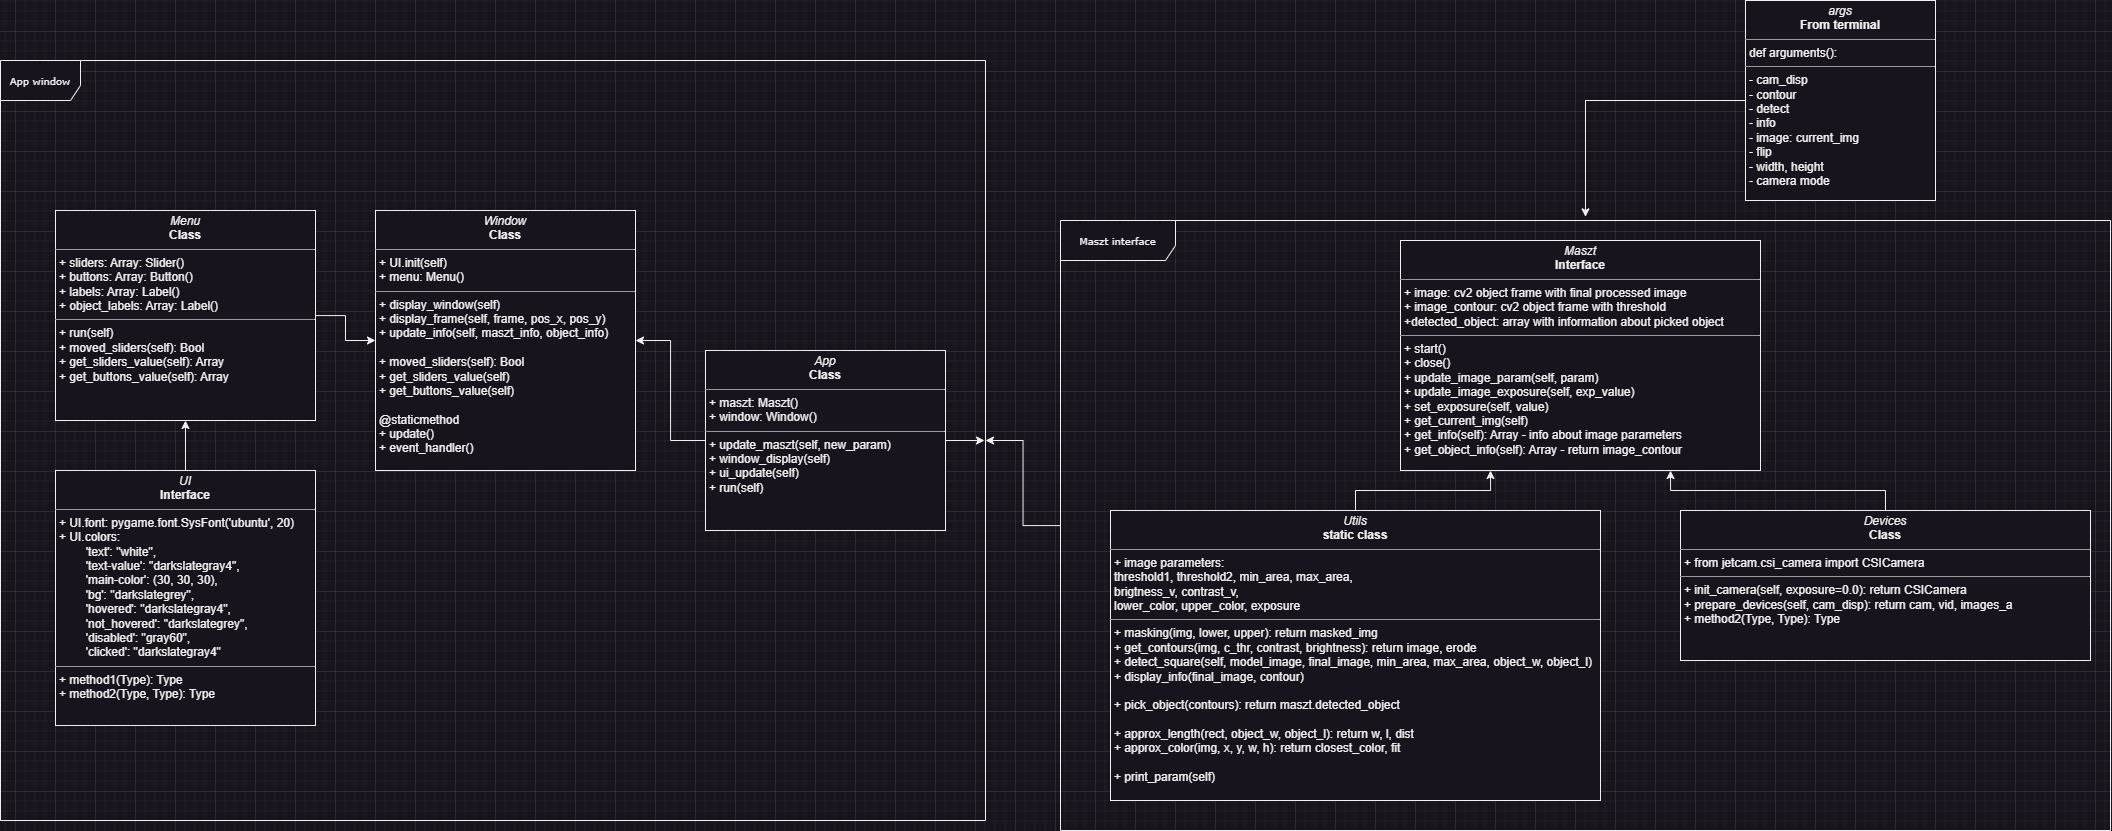 args
From terminal
def arguments():
- cam_disp
- contour
- detect
- info
- image: current_img
- flip
- width, height
- camera mode
App window
Menu
Class
+ sliders: Array: Slider()
+ buttons: Array: Button()
+ labels: Array: Label()
+ object_labels: Array: Label()
+ run(self)
+ moved_sliders(self): Bool
+ get_sliders_value(self): Array
+ get_buttons_value(self): Array
Window
Class
+ UI.init(self)
+ menu: Menu()
+ display_window(self)
+ display_frame(self, frame, pos_x, pos_y)
+ update_info(self, maszt_info, object_info)
+ moved_sliders(self): Bool
+ get_sliders_value(self)
+ get_buttons_value(self)
@staticmethod
+ update()
+ event_handler()
App
Class
+ maszt: Maszt()
+ window: Window()
+ update_maszt(self, new_param)
+ window_display(self)
+ ui_update(self)
+ run(self)
UI
Interface
+ UI.font: pygame.font.SysFont('ubuntu', 20)
+ UI.colors:
'text': "white",
'text-value": "darkslategray4",
'main-color': (30, 30, 30),
'bg': "darkslategrey",
'hovered': "darkslategray4",
'not_hovered': "darkslategrey",
'disabled': "gray60",
'clicked': "darkslategray4"
+ method1(Type): Type
+ method2(Type, Type): Type
Maszt interface
Maszt
Interface
+ image: cv2 object frame with final processed image
+ image_contour: cv2 object frame with threshold
+detected_object: array with information about picked object
+ start()
+ close()
+ update_image_param(self, param)
+ update_image_exposure(self, exp_value)
+ set_exposure(self, value)
+ get_current_img(self)
+ get_info(self): Array - info about image parameters
+ get_object_info(self): Array - return image_contour
Utils
static class
+ image parameters:
threshold1, threshold2, min_area, max_area,
brigtness_v, contrast_v,
lower_color, upper_color, exposure
+ masking(img, lower, upper): return masked_img
+ get_contours(img, c_thr, contrast, brightness): return image, erode
+ detect_square(self, model_image, final_image, min_area, max_area, object_w, object_l)
+ display_info(final_image, contour)
+ pick_object(contours): return maszt.detected_object
+ approx_length(rect, object_w, object_l): return w, l, dist
+ approx_color(img, x, y, w, h): return closest_color, fit
+ print_param(self)
Devices
Class
+ from jetcam.csi_camera import CSICamera
+ init_camera(self, exposure=0.0): return CSICamera
+ prepare_devices(self, cam_disp): return cam, vid, images_a
+ method2(Type, Type): Type